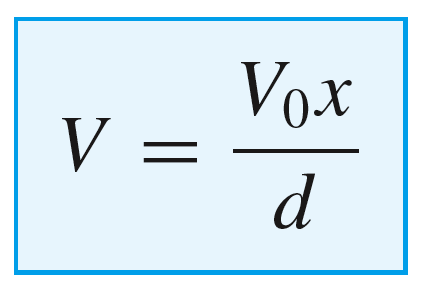 V = V₀x / d